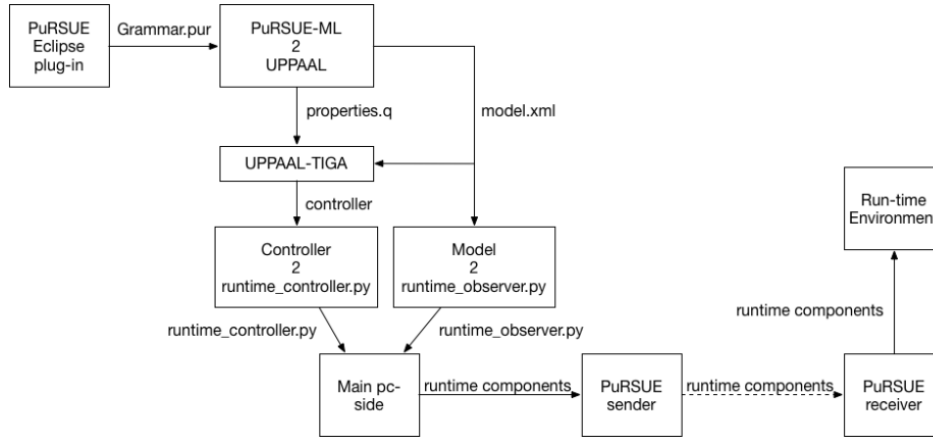 PuRSUE
Eclipse
plug-in
Grammar.pur
PuRSUE-ML
2
UPPAAL
properties.q
model.xml
UPPAAL-TIGA
controller
Controller
2
runtime_controller.py
Model
2
runtime_observer.py
runtime_controller.py
runtime_observer.py
Main pc-
side
runtime components
PuRSUE
sender
runtime components
PuRSUE
receiver
runtime components
Run-time
Environment